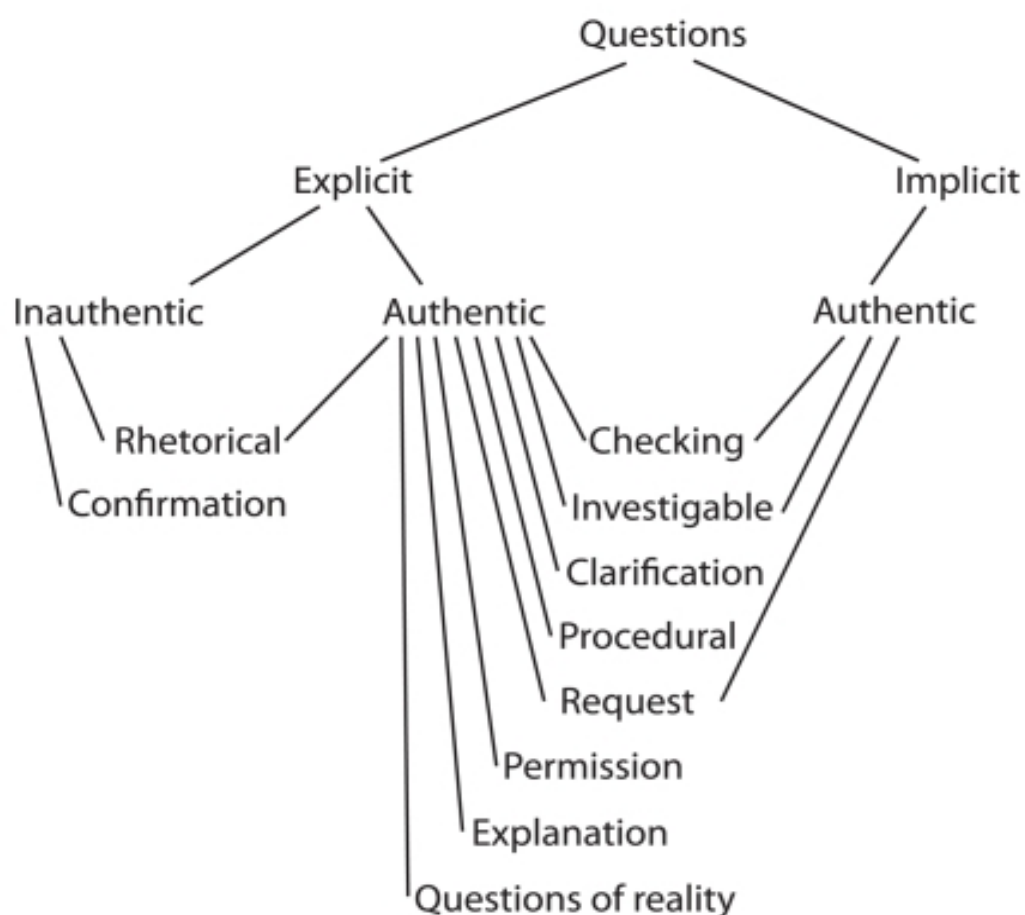 Questions
Explicit
Implicit
Inauthentic
Authentic
Authentic
Rhetorical
Checking
Confirmation
Investigable
Clarification
Procedural
Request
Permission
Explanation
Questions of reality